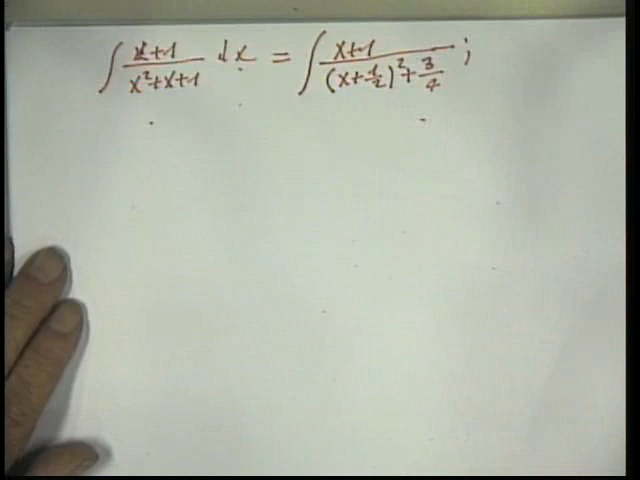 ∫ (x+1)/(x²+x+1) dx = ∫ (x+1)/((x+1/2)²+3/4) ;